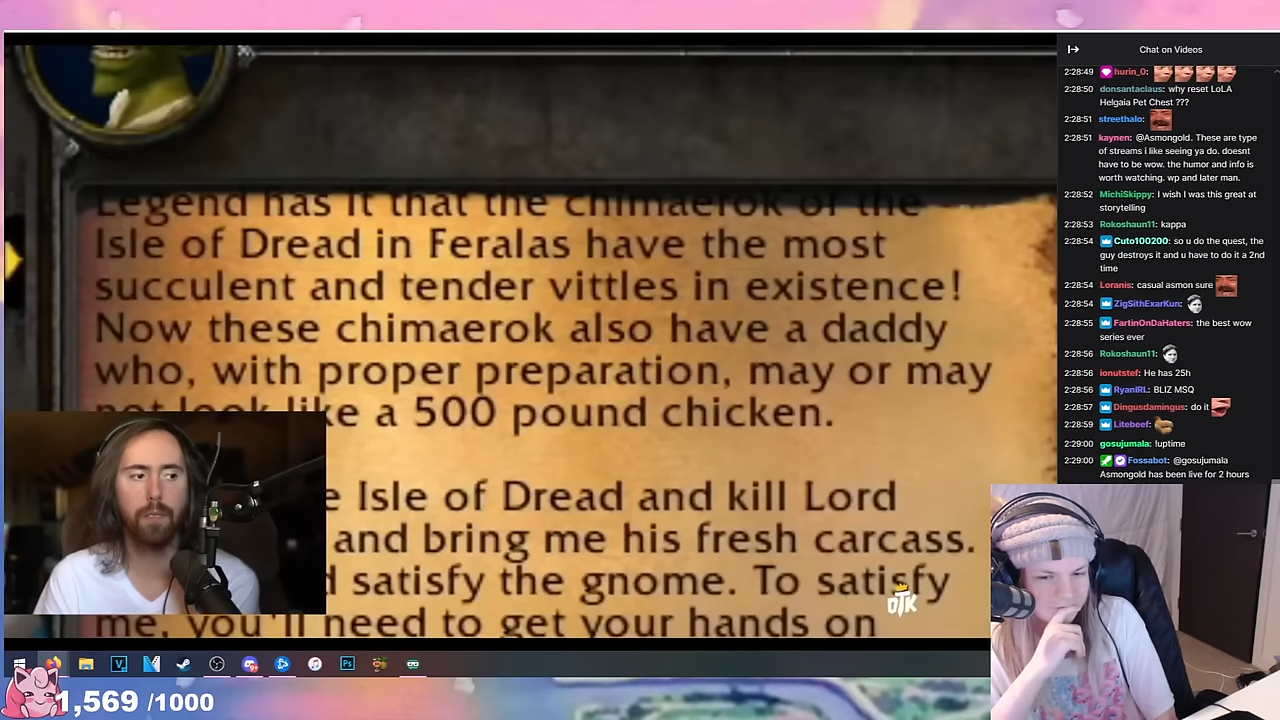 Legend has it that the chimaerok of the
Isle of Dread in Feralas have the most
succulent and tender vittles in existence!
Now these chimaerok also have a daddy
who, with proper preparation, may or may
not look like a 500 pound chicken.
e Isle of Dread and kill Lord
and bring me his fresh carcass.
d satisfy the gnome. To satisfy
me, you'll need to get your hands on
OTK
Chat on Videos
2:28:49 hurin_0:
2:28:50 donsantaclaus: why reset LoLA
Helgaia Pet Chest ???
2:28:51 streethalo:
2:28:51 kaynen: @Asmongold. These are type
of streams i like seeing ya do. doesnt
have to be wow. the humor and info is
worth watching. wp and later man.
2:28:52 MichiSkippy: I wish I was this great at
storytelling
2:28:53 Rokoshaun11: kappa
2:28:54 Cuto100200: so u do the quest, the
guy destroys it and u have to do it a 2nd
time
2:28:54 Loranis: casual asmon sure
2:28:54 ZigSithExarKun:
2:28:55 FartinOnDaHaters: the best wow
series ever
2:28:56 Rokoshaun11:
2:28:56 ionutstef: He has 25h
2:28:56 RyanIRL: BLIZ MSQ
2:28:57 Dingusdamingus: do it
2:28:59 Litebeef:
2:29:00 gosujumala: !uptime
2:29:00 Fossabot: @gosujumala
Asmongold has been live for 2 hours
V
Ps
1,569 /1000